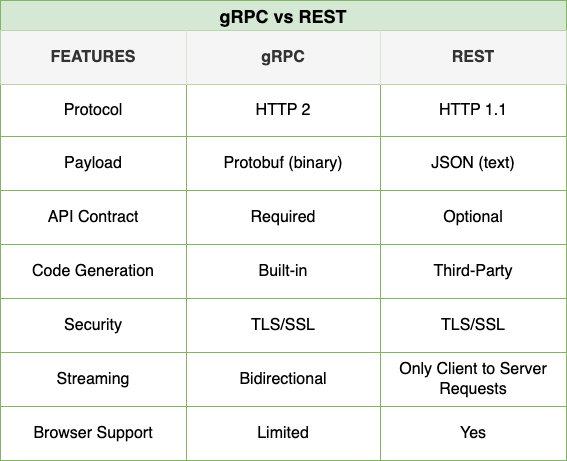 gRPC vs REST
FEATURES gRPC REST
Protocol HTTP 2 HTTP 1.1
Payload Protobuf (binary) JSON (text)
API Contract Required Optional
Code Generation Built-in Third-Party
Security TLS/SSL TLS/SSL
Streaming Bidirectional Only Client to Server
Requests
Browser Support Limited Yes